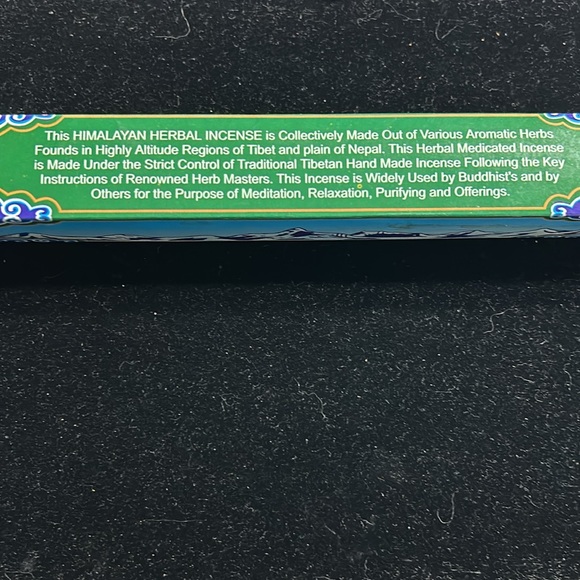 This HIMALAYAN HERBAL INCENSE is Collectively Made Out of Various Aromatic Herbs
Founds in Highly Altitude Regions of Tibet and plain of Nepal. This Herbal Medicated Incense
is Made Under the Strict Control of Traditional Tibetan Hand Made Incense Following the Key
Instructions of Renowned Herb Masters. This Incense is Widely Used by Buddhist's and by
Others for the Purpose of Meditation, Relaxation, Purifying and Offerings.